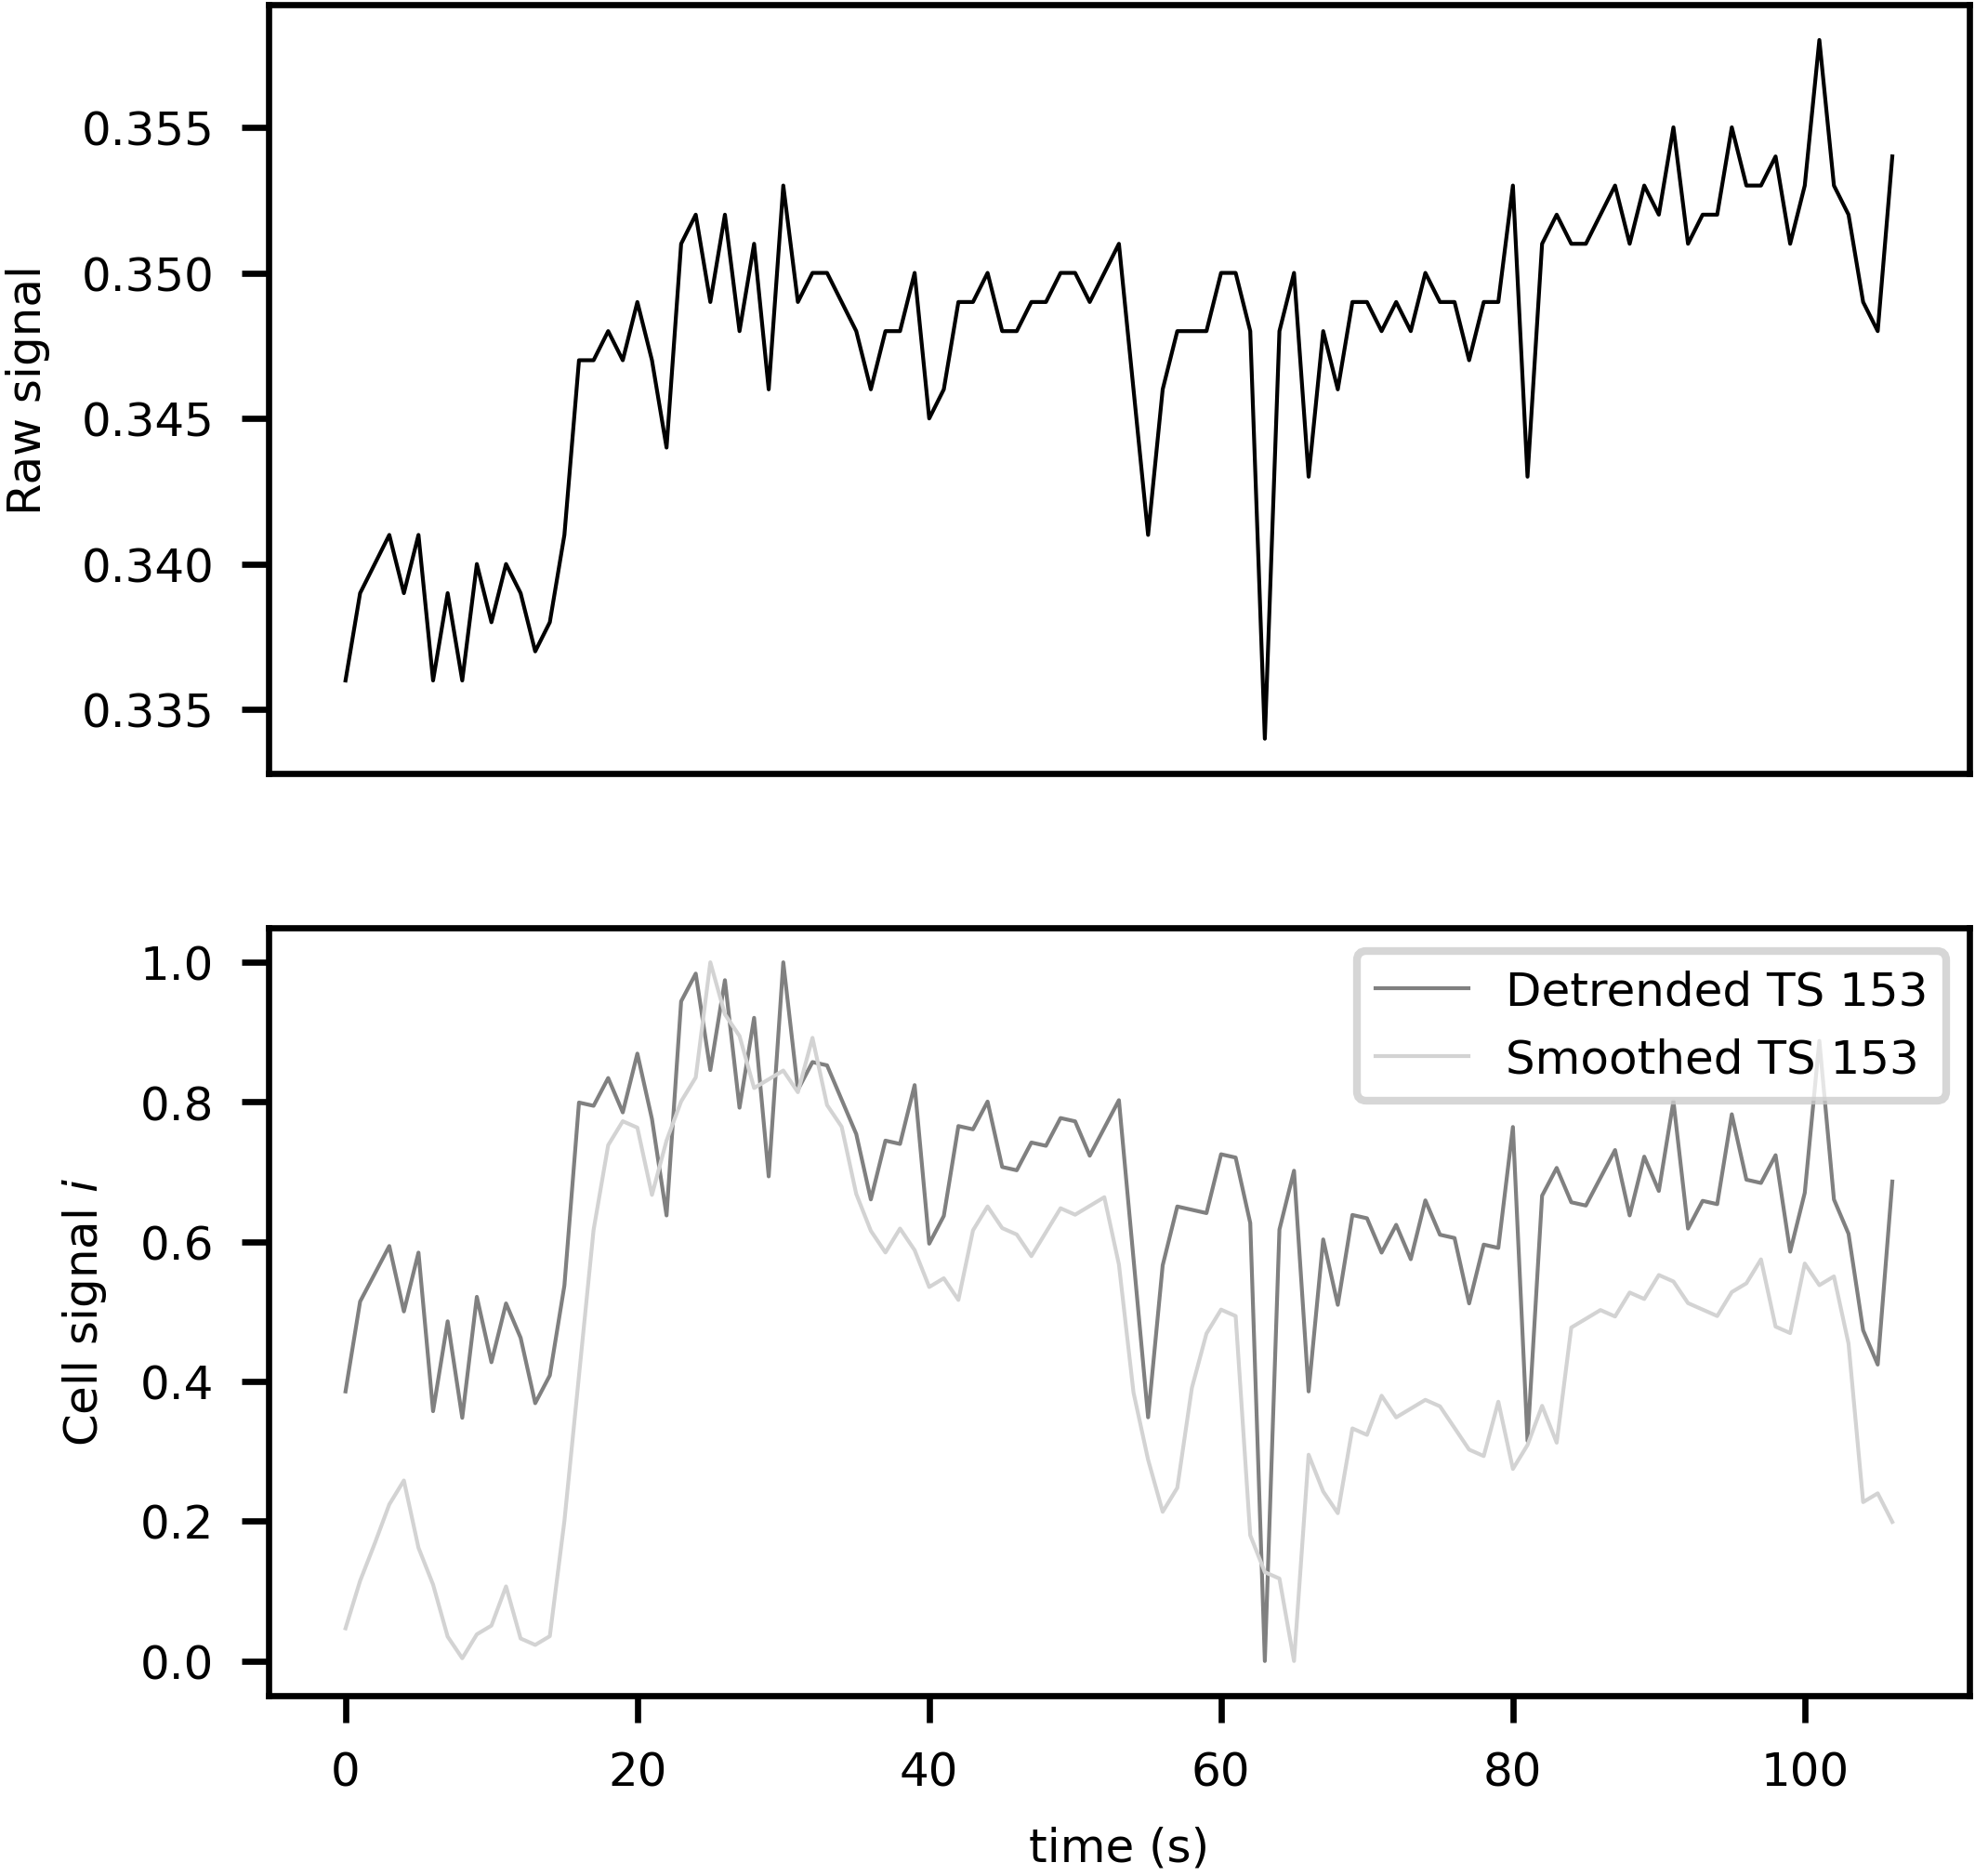 0.355
0.350
0.345
0.340
0.335
Raw signal
1.0
0.8
0.6
0.4
0.2
0.0
Cell signal i
Detrended TS 153
Smoothed TS 153
0 20 40 60 80 100
time (s)